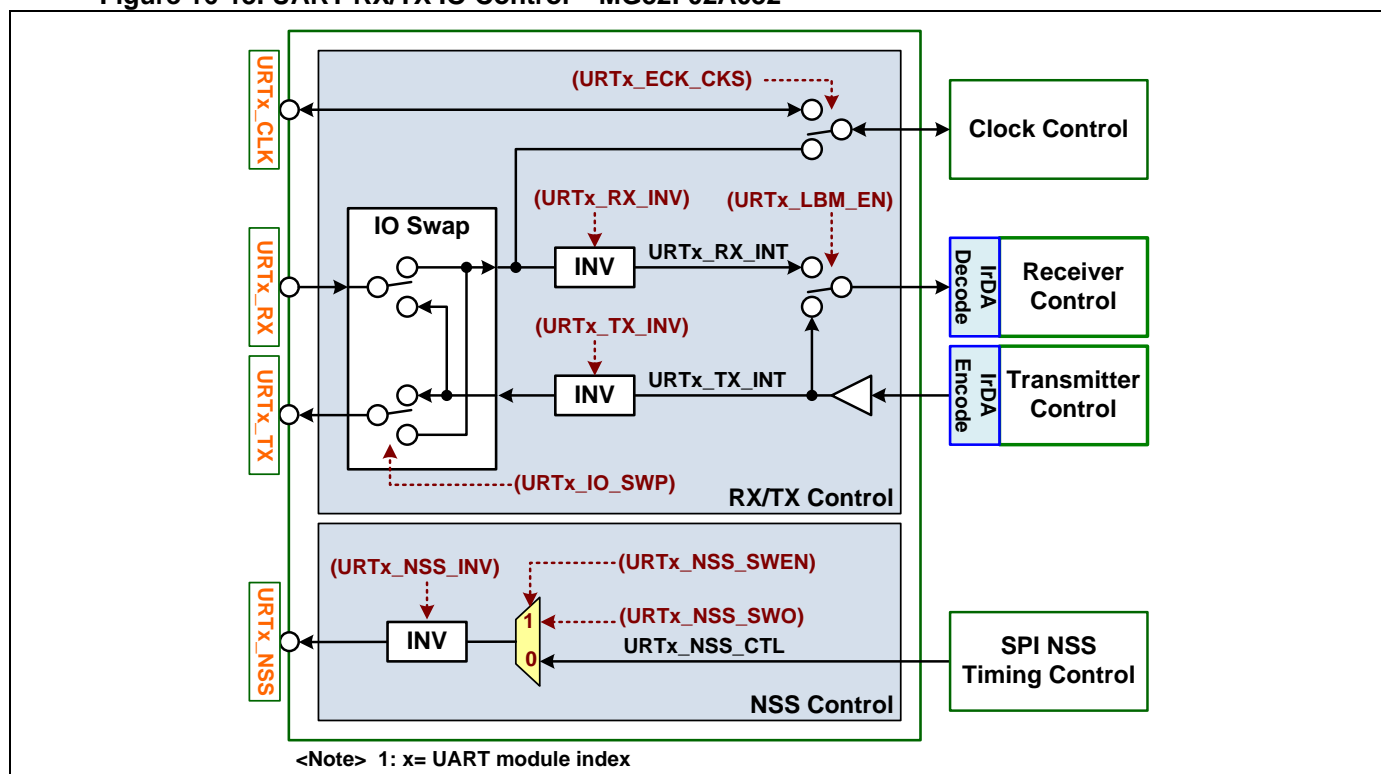 URTx_CLK
(URTx_ECK_CKS)
Clock Control
(URTx_RX_INV)
(URTx_LBM_EN)
IO Swap
URTx_RX_INT
INV
URTx_RX
IrDA
Decode
Receiver
Control
(URTx_TX_INV)
URTx_TX_INT
INV
URTx_TX
IrDA
Encode
Transmitter
Control
(URTx_IO_SWP)
RX/TX Control
(URTx_NSS_INV)
(URTx_NSS_SWEN)
(URTx_NSS_SWO)
URTx_NSS_CTL
1
0
INV
URTx_NSS
SPI NSS
Timing Control
NSS Control
<Note> 1: x= UART module index